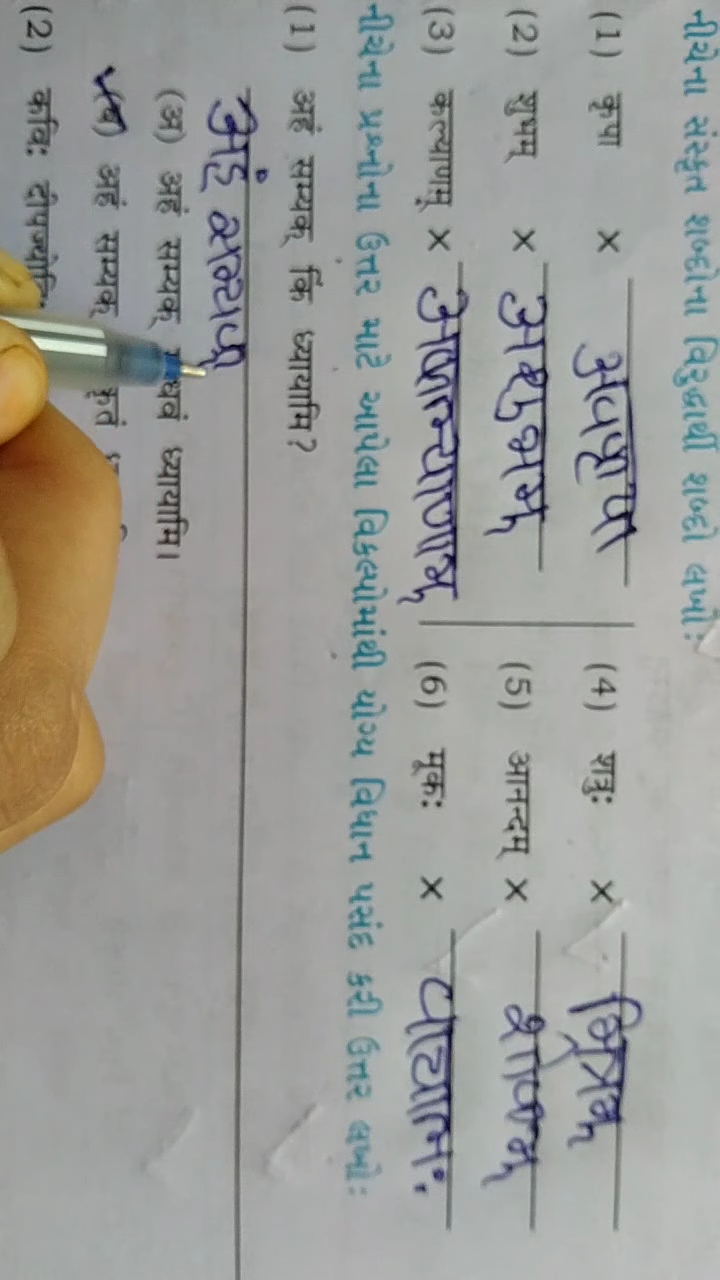 નીચેના સંસ્કૃત શબ્દોના વિરુદ્ધાર્થી શબ્દો લખો:
(1) कृपा × अवकृपा (4) शत्रुः × मित्रम्
(2) शुभम् × अशुभम् (5) आनन्दम् × शोकम्
(3) कल्याणम् × अकल्याणम् (6) मूकः × वाचालः
નીચેના પ્રશ્નોના ઉત્તર માટે આપેલા વિકલ્પોમાંથી યોગ્ય વિધાન પસંદ કરી ઉત્તર લખો:
(1) अहं सम्यक् किं ध्यायामि?
अहं सम्यक्
(अ) अहं सम्यक् ध्यायामि।
(ब) अहं सम्यक्
(2) कविः